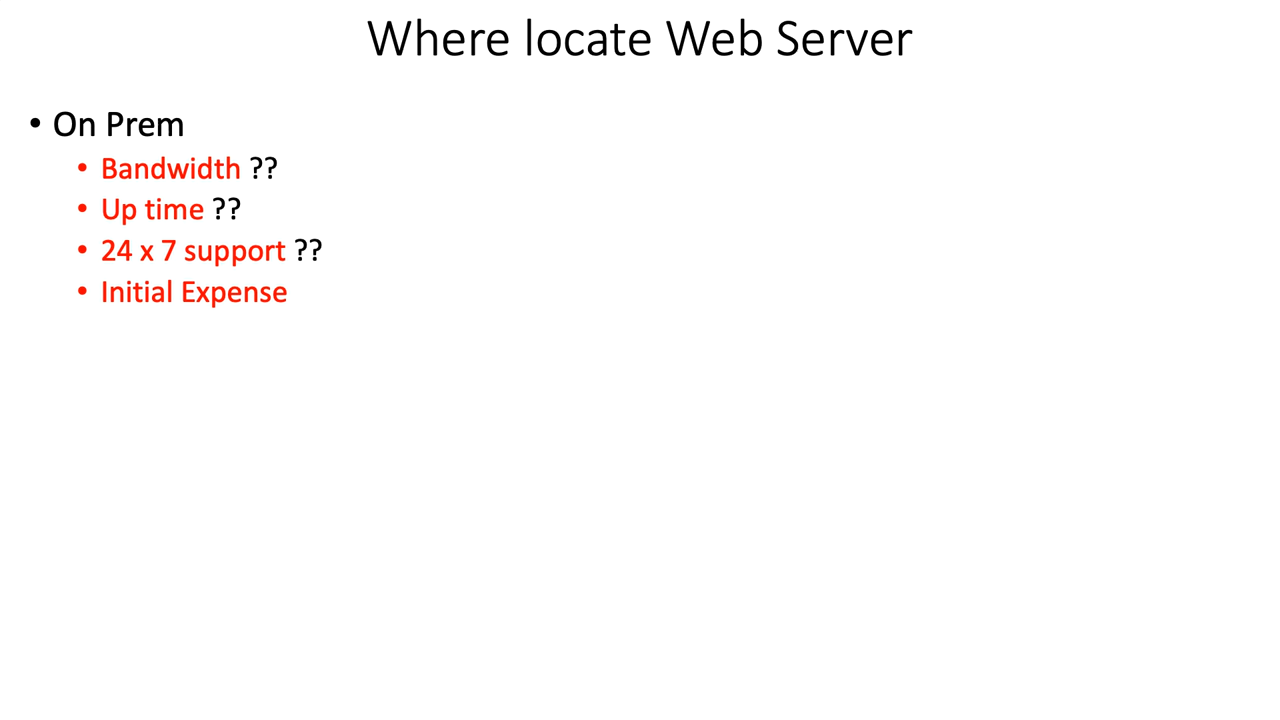 Where locate Web Server
• On Prem
• Bandwidth ??
• Up time ??
• 24 x 7 support ??
• Initial Expense